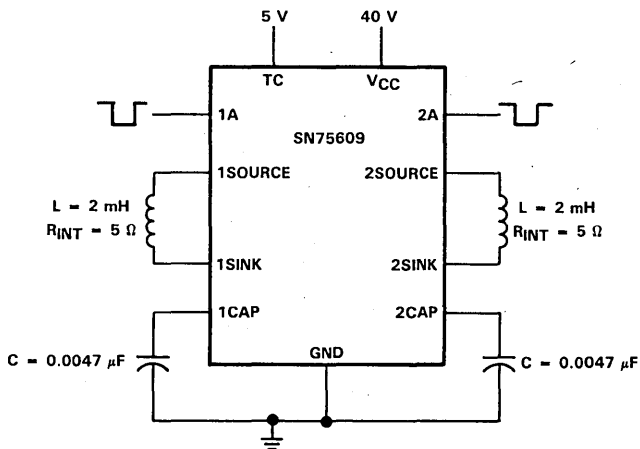 5 V 40 V
TC VCC
1A 2A
SN75609
1SOURCE 2SOURCE
L = 2 mH L = 2 mH
RINT = 5 Ω RINT = 5 Ω
1SINK 2SINK
1CAP 2CAP
GND
C = 0.0047 μF C = 0.0047 μF